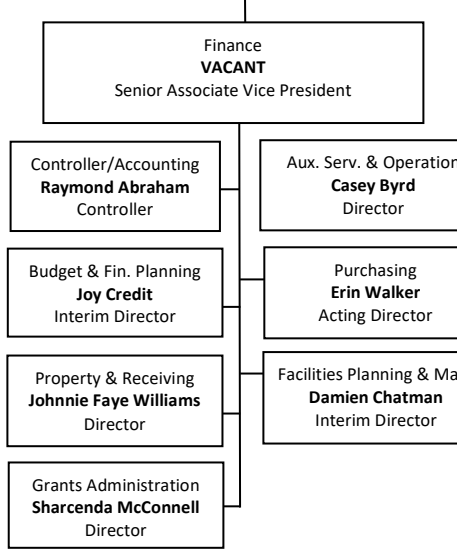 Finance
VACANT
Senior Associate Vice President
Controller/Accounting
Raymond Abraham
Controller
Aux. Serv. & Operation
Casey Byrd
Director
Budget & Fin. Planning
Joy Credit
Interim Director
Purchasing
Erin Walker
Acting Director
Property & Receiving
Johnnie Faye Williams
Director
Facilities Planning & Ma
Damien Chatman
Interim Director
Grants Administration
Sharcenda McConnell
Director